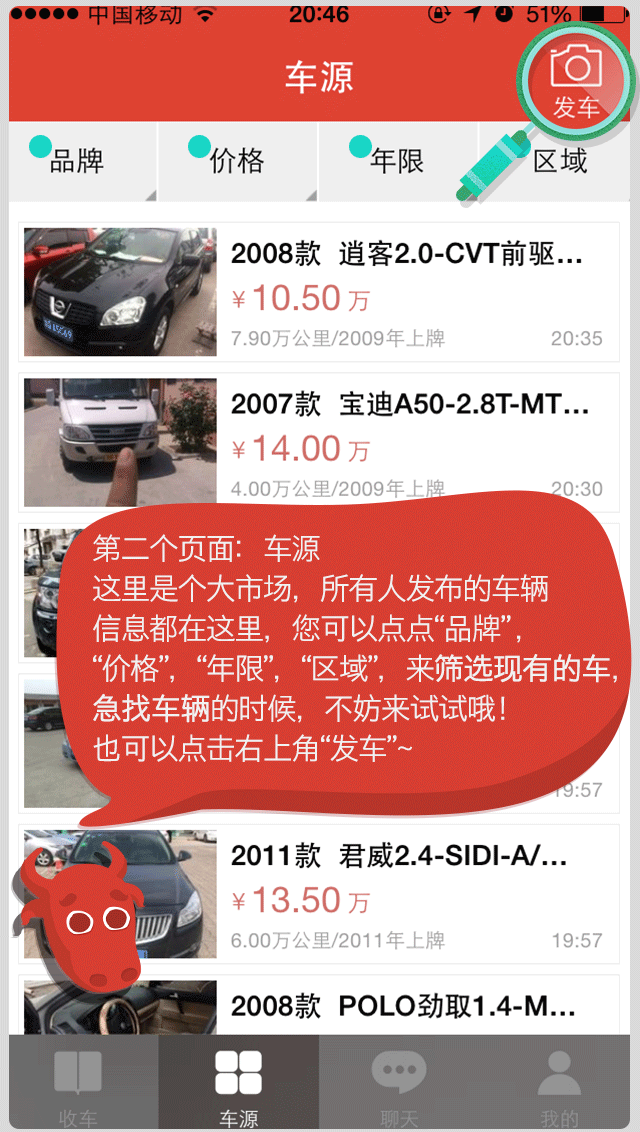 中国移动 20:46 51%
车源
发车
品牌 价格 年限 区域
2008款 逍客2.0-CVT前驱...
¥10.50万
7.90万公里/2009年上牌 20:35
2007款 宝迪A50-2.8T-MT...
¥14.00万
4.00万公里/2009年上牌 20:30
第二个页面：车源
这里是个大市场，所有人发布的车辆
信息都在这里，您可以点点“品牌”，
“价格”，“年限”，“区域”，来筛选现有的车，
急找车辆的时候，不妨来试试哦！
也可以点击右上角“发车”~
19:57
2011款 君威2.4-SIDI-A/...
¥13.50万
6.00万公里/2011年上牌 19:57
2008款 POLO劲取1.4-M...
收车 车源 聊天 我的